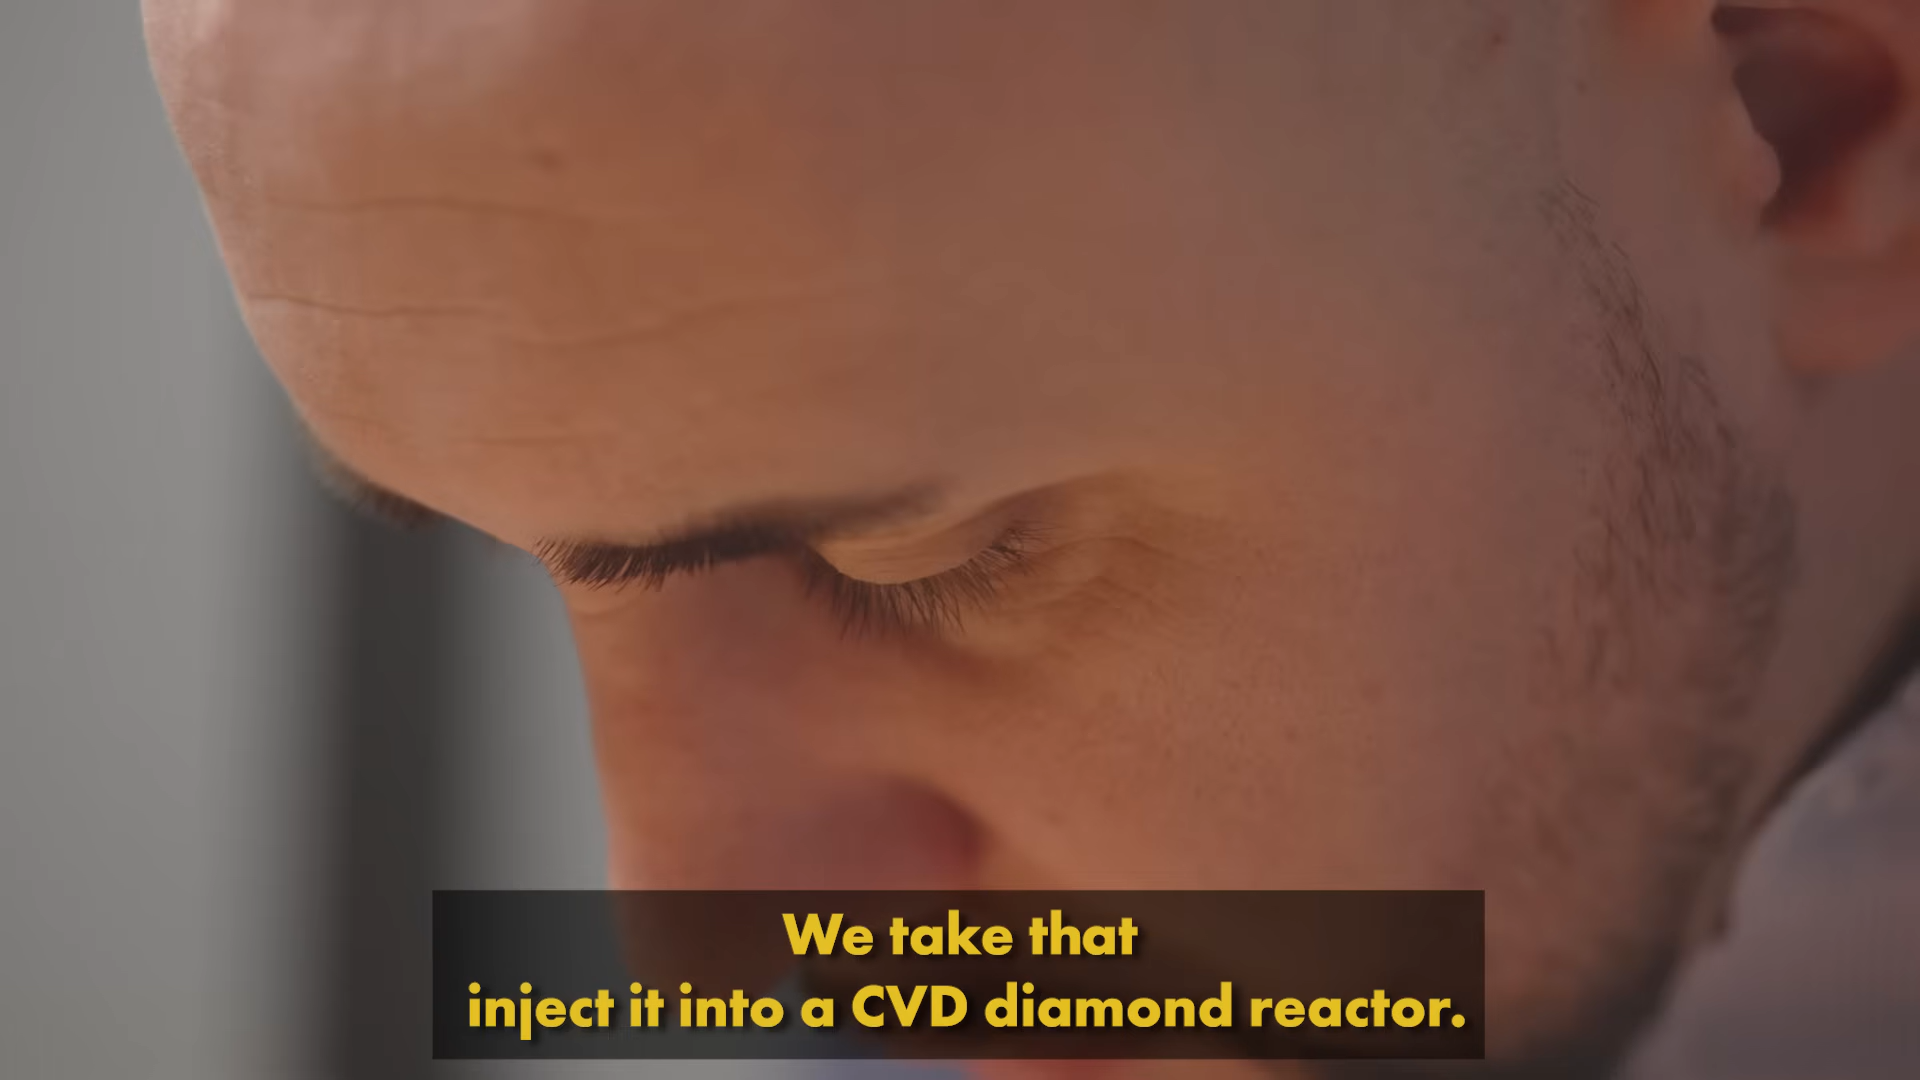 We take that
inject it into a CVD diamond reactor.